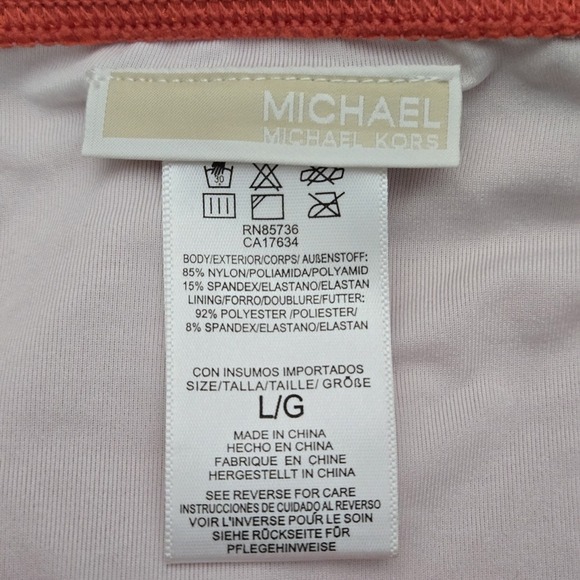 MICHAEL
MICHAEL KORS
30
RN85736
CA17634
BODY/EXTERIOR/CORPS/ AUßENSTOFF:
85% NYLON/POLIAMIDA/POLYAMID
15% SPANDEX/ELASTANO/ELASTAN
LINING/FORRO/DOUBLURE/FUTTER:
92% POLYESTER /POLIESTER/
8% SPANDEX/ELASTANO/ELASTAN
CON INSUMOS IMPORTADOS
SIZE/TALLA/TAILLE/ GRÖßE
L/G
MADE IN CHINA
HECHO EN CHINA
FABRIQUE EN CHINE
HERGESTELLT IN CHINA
SEE REVERSE FOR CARE
INSTRUCCIONES DE CUIDADO AL REVERSO
VOIR L'INVERSE POUR LE SOIN
SIEHE RÜCKSEITE FÜR
PFLEGEHINWEISE